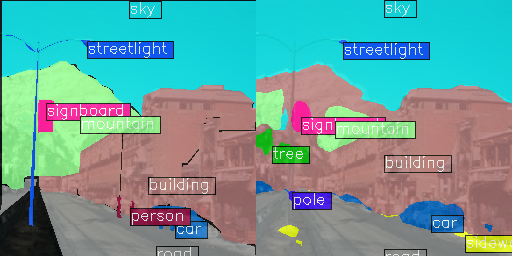 sky
streetlight
signboard
mountain
building
person
car
road
sky
streetlight
sign
mountain
tree
building
pole
car
sidew
road